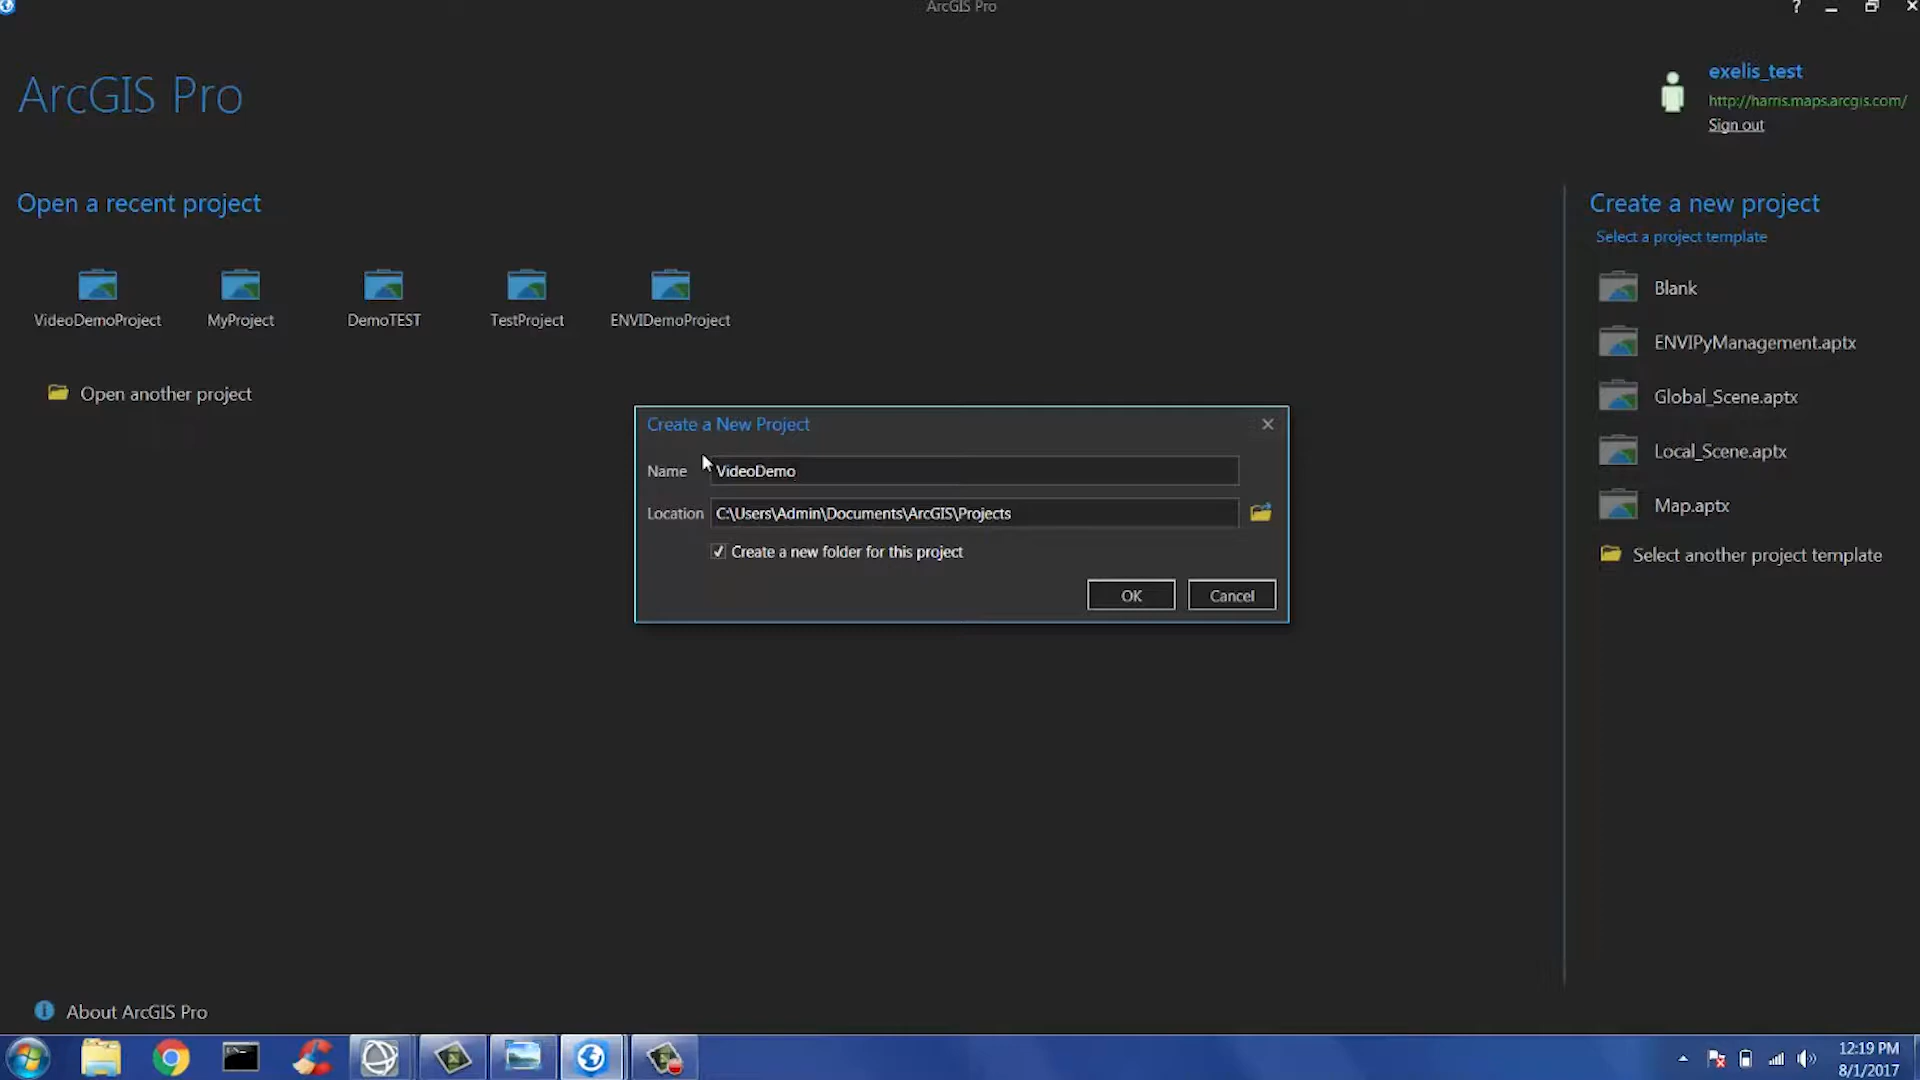 ArcGIS Pro
?
ArcGIS Pro
exelis_test
http://harris.maps.arcgis.com/
Sign out
Open a recent project
VideoDemoProject
MyProject
DemoTEST
TestProject
ENVIDemoProject
Open another project
Create a new project
Select a project template
Blank
ENVIPyManagement.aptx
Global_Scene.aptx
Local_Scene.aptx
Map.aptx
Select another project template
Create a New Project
Name VideoDemo
Location C:\Users\Admin\Documents\ArcGIS\Projects
Create a new folder for this project
OK Cancel
About ArcGIS Pro
12:19 PM
8/1/2017